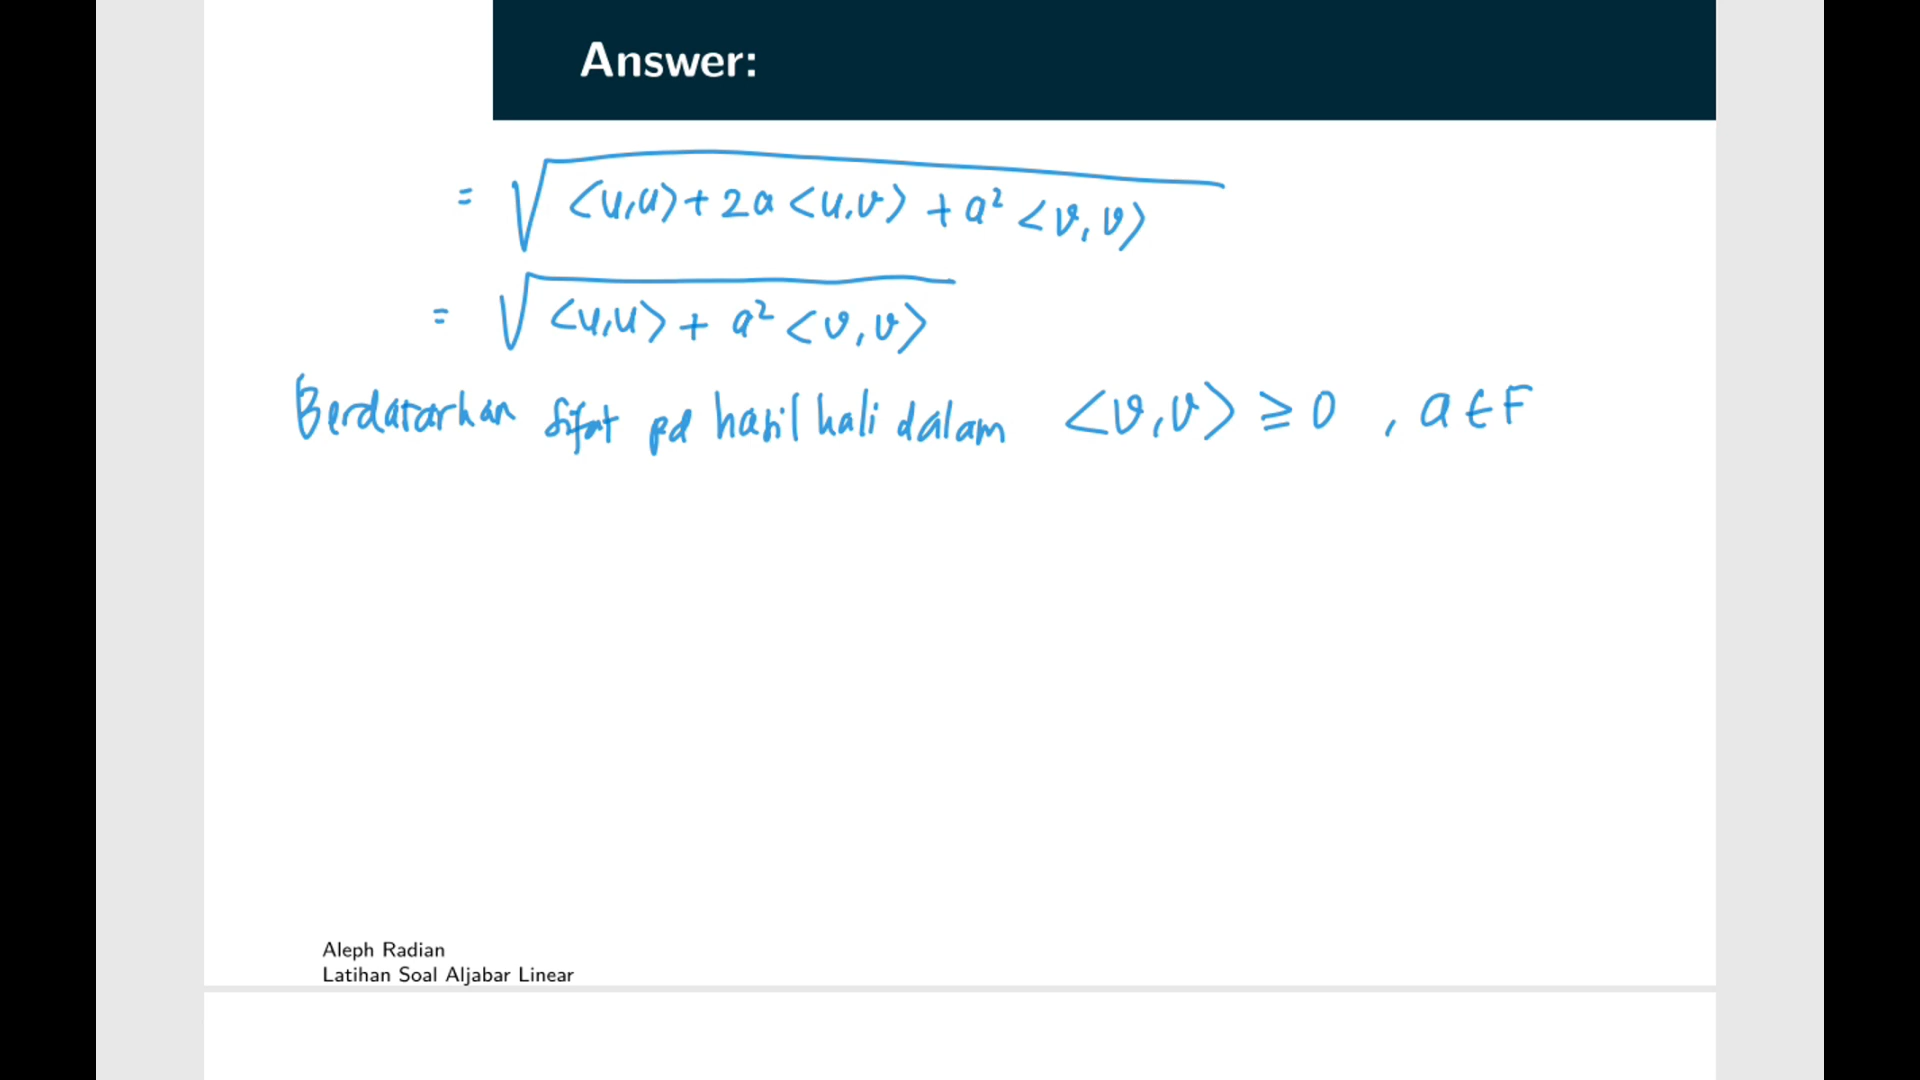 Answer:
= √<u,u> + 2a <u,v> + a² <v,v>
= √<u,u> + a² <v,v>
Berdasarkan sifat pd hasil kali dalam <v,v> ≥ 0 , a ∈ F
Aleph Radian
Latihan Soal Aljabar Linear